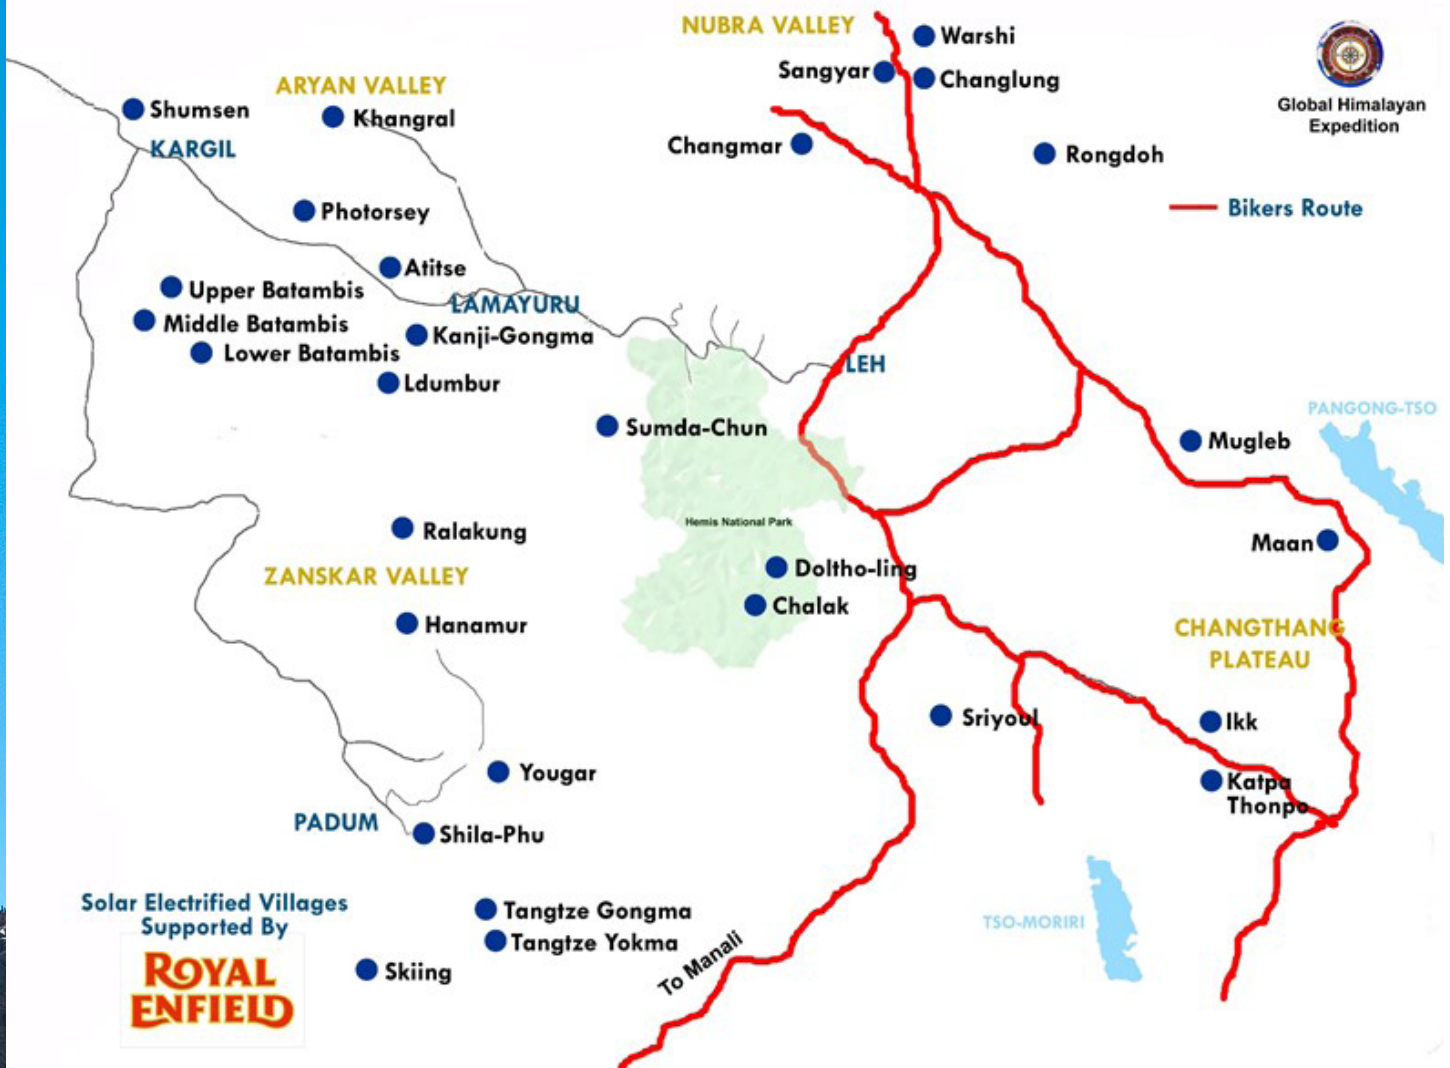 NUBRA VALLEY
Warshi
Sangyar
Changlung
Global Himalayan
Expedition
ARYAN VALLEY
Shumsen
Khangral
KARGIL
Changmar
Rongdoh
Bikers Route
Photorsey
Atitse
Upper Batambis
LAMAYURU
Middle Batambis
Kanji-Gongma
Lower Batambis
LEH
Ldumbur
PANGONG-TSO
Sumda-Chun
Mugleb
Hemis National Park
Ralakung
Maan
ZANSKAR VALLEY
Doltho-ling
Chalak
Hanamur
CHANGTHANG
PLATEAU
Sriyoul
Ikk
Yougar
Katpa
Thonpo
PADUM
Shila-Phu
Solar Electrified Villages
Supported By
ROYAL
ENFIELD
Tangtze Gongma
Tangtze Yokma
Skiing
To Manali
TSO-MORIRI